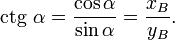 ctg α = cos α / sin α = x_B / y_B.